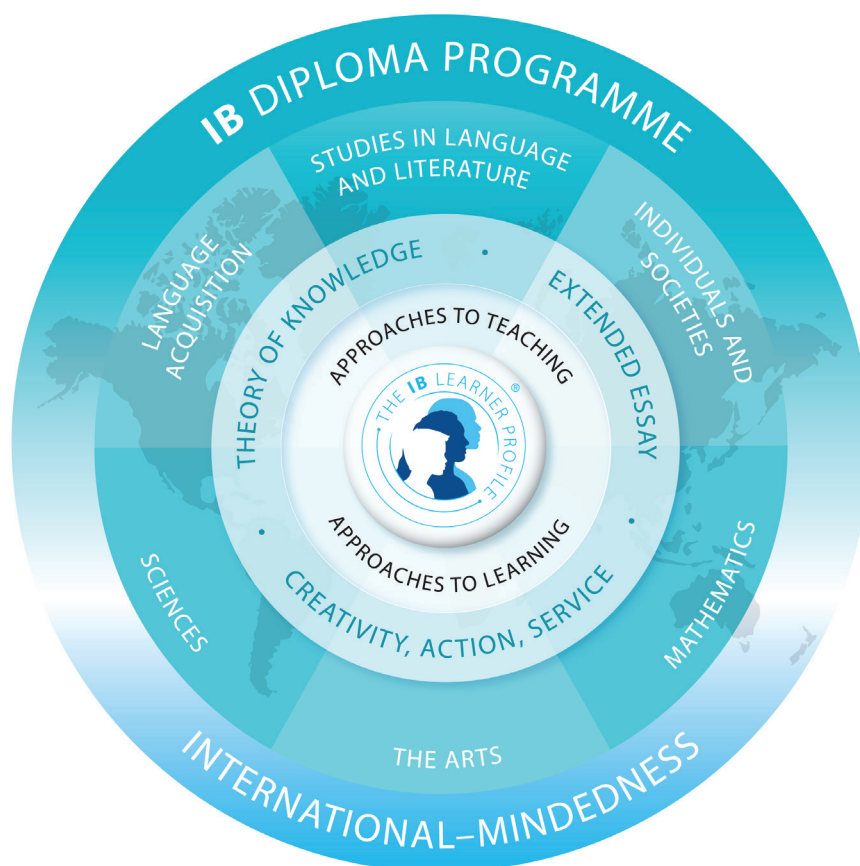 IB DIPLOMA PROGRAMME
STUDIES IN LANGUAGE
AND LITERATURE
LANGUAGE
ACQUISITION
INDIVIDUALS AND
SOCIETIES
THEORY OF KNOWLEDGE
•
EXTENDED ESSAY
APPROACHES TO TEACHING
• THE IB LEARNER PROFILE • ®
APPROACHES TO LEARNING
•
•
CREATIVITY, ACTION, SERVICE
SCIENCES
MATHEMATICS
THE ARTS
INTERNATIONAL–MINDEDNESS